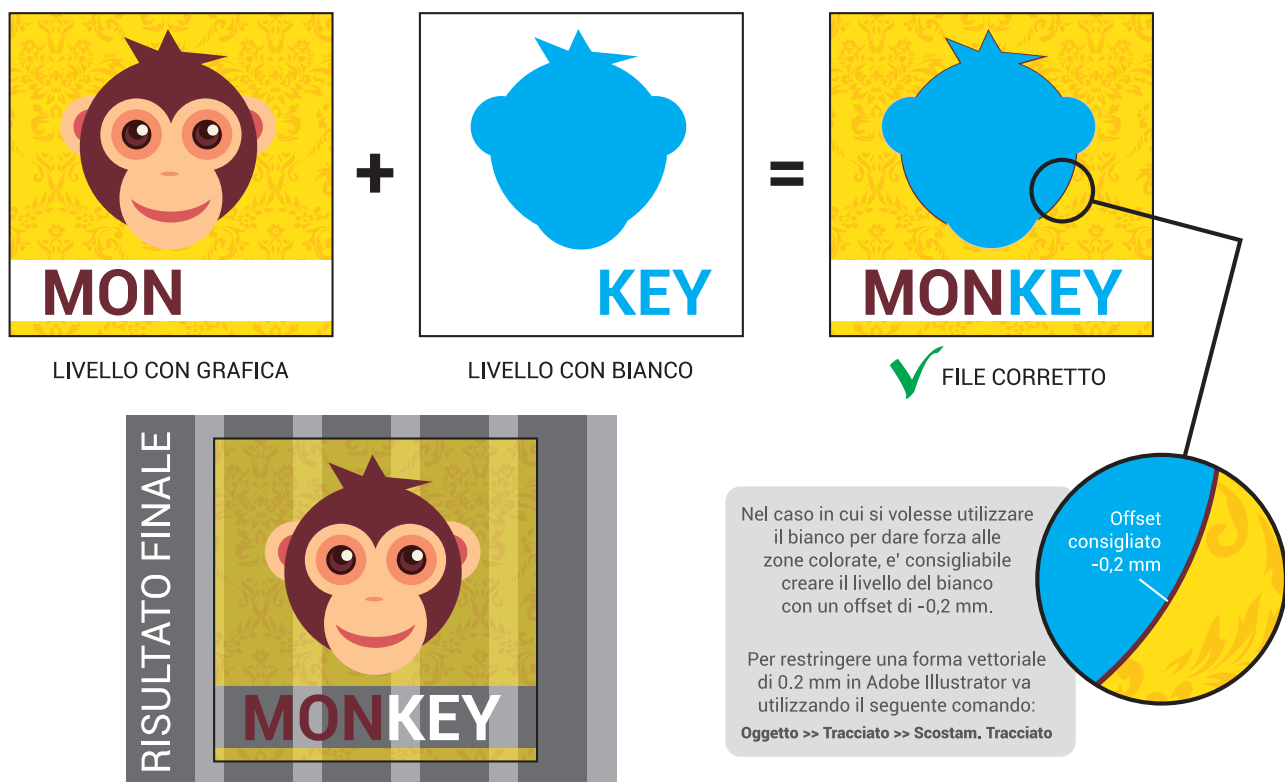 MON
KEY
MONKEY
LIVELLO CON GRAFICA
LIVELLO CON BIANCO
FILE CORRETTO
RISULTATO FINALE
MONKEY
Nel caso in cui si volesse utilizzare
il bianco per dare forza alle
zone colorate, e' consigliabile
creare il livello del bianco
con un offset di -0,2 mm.
Per restringere una forma vettoriale
di 0.2 mm in Adobe Illustrator va
utilizzando il seguente comando:
Oggetto >> Tracciato >> Scostam. Tracciato
Offset
consigliato
-0,2 mm